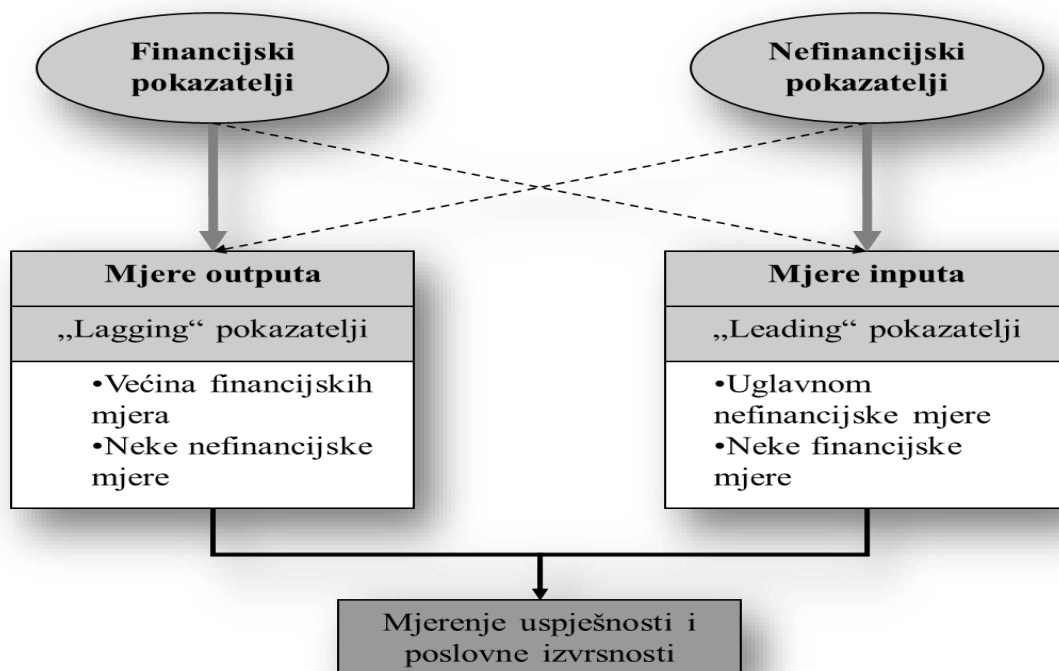 Financijski
pokazatelji
Nefinancijski
pokazatelji
Mjere outputa
„Lagging“ pokazatelji
•Većina financijskih
mjera
•Neke nefinancijske
mjere
Mjere inputa
„Leading“ pokazatelji
•Uglavnom
nefinancijske mjere
•Neke financijske
mjere
Mjerenje uspješnosti i
poslovne izvrsnosti